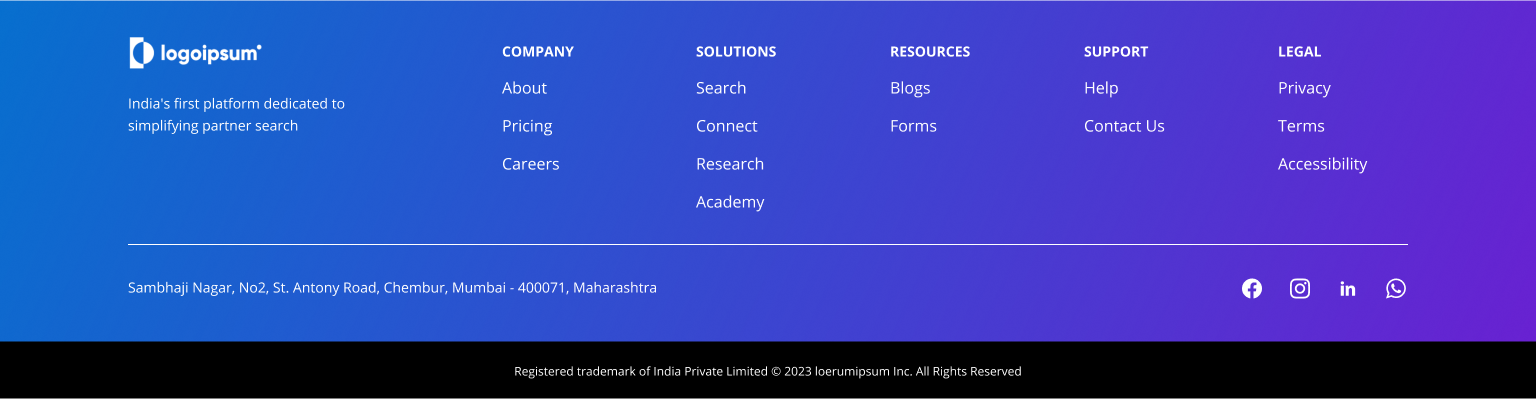 logoipsum
India's first platform dedicated to
simplifying partner search
COMPANY
About
Pricing
Careers
SOLUTIONS
Search
Connect
Research
Academy
RESOURCES
Blogs
Forms
SUPPORT
Help
Contact Us
LEGAL
Privacy
Terms
Accessibility
Sambhaji Nagar, No2, St. Antony Road, Chembur, Mumbai - 400071, Maharashtra
in
Registered trademark of India Private Limited © 2023 loerumipsum Inc. All Rights Reserved